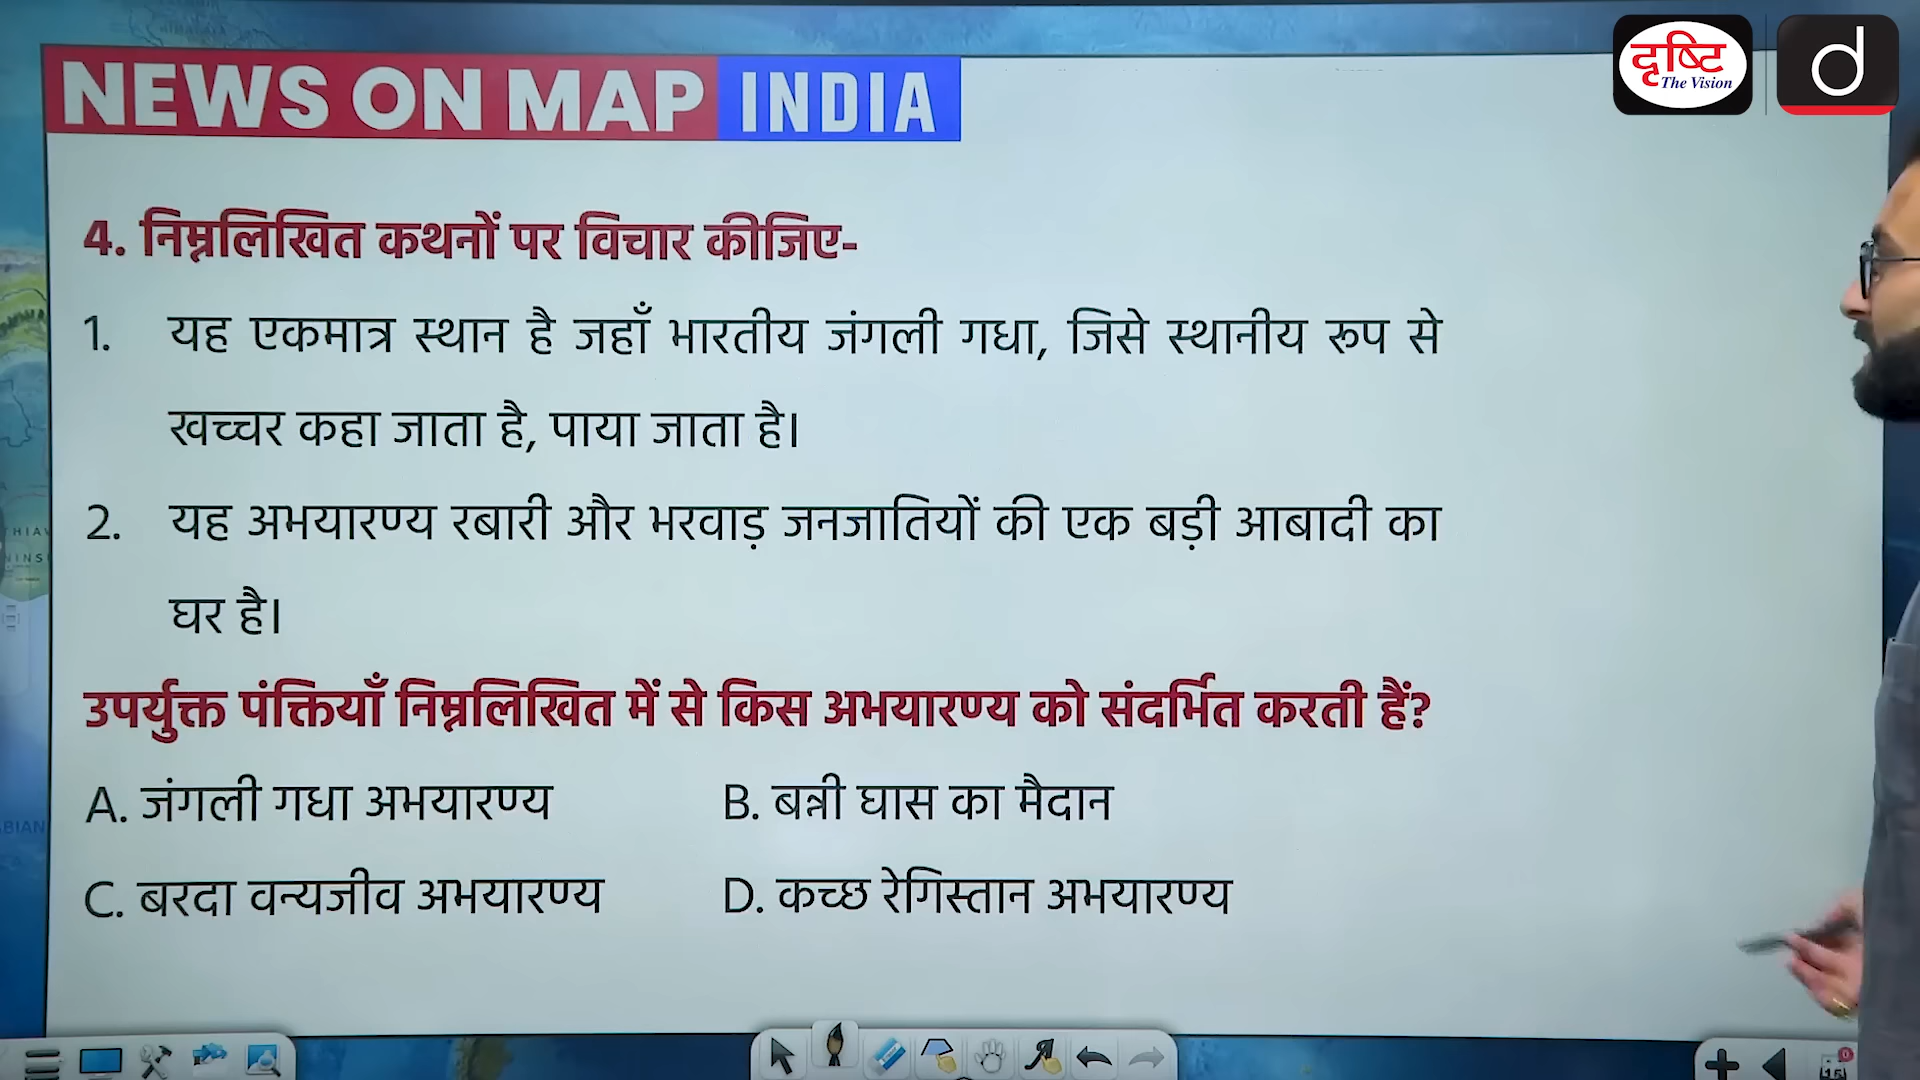 NEWS ON MAP INDIA
दृष्टि
The Vision
d
4. निम्नलिखित कथनों पर विचार कीजिए-
1. यह एकमात्र स्थान है जहाँ भारतीय जंगली गधा, जिसे स्थानीय रूप से
खच्चर कहा जाता है, पाया जाता है।
2. यह अभयारण्य रबारी और भरवाड़ जनजातियों की एक बड़ी आबादी का
घर है।
उपर्युक्त पंक्तियाँ निम्नलिखित में से किस अभयारण्य को संदर्भित करती हैं?
A. जंगली गधा अभयारण्य B. बन्नी घास का मैदान
C. बरदा वन्यजीव अभयारण्य D. कच्छ रेगिस्तान अभयारण्य